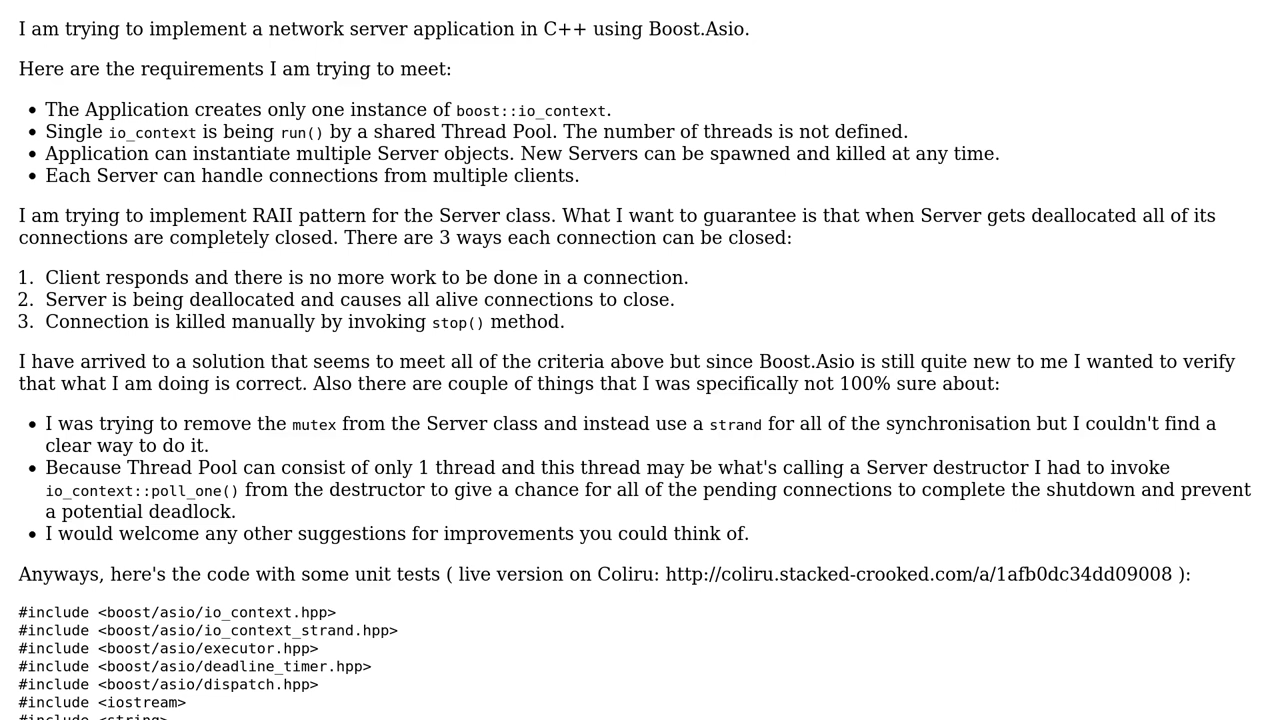 I am trying to implement a network server application in C++ using Boost.Asio.
Here are the requirements I am trying to meet:
• The Application creates only one instance of boost::io_context.
• Single io_context is being run() by a shared Thread Pool. The number of threads is not defined.
• Application can instantiate multiple Server objects. New Servers can be spawned and killed at any time.
• Each Server can handle connections from multiple clients.
I am trying to implement RAII pattern for the Server class. What I want to guarantee is that when Server gets deallocated all of its
connections are completely closed. There are 3 ways each connection can be closed:
1. Client responds and there is no more work to be done in a connection.
2. Server is being deallocated and causes all alive connections to close.
3. Connection is killed manually by invoking stop() method.
I have arrived to a solution that seems to meet all of the criteria above but since Boost.Asio is still quite new to me I wanted to verify
that what I am doing is correct. Also there are couple of things that I was specifically not 100% sure about:
• I was trying to remove the mutex from the Server class and instead use a strand for all of the synchronisation but I couldn't find a
clear way to do it.
• Because Thread Pool can consist of only 1 thread and this thread may be what's calling a Server destructor I had to invoke
io_context::poll_one() from the destructor to give a chance for all of the pending connections to complete the shutdown and prevent
a potential deadlock.
• I would welcome any other suggestions for improvements you could think of.
Anyways, here's the code with some unit tests ( live version on Coliru: http://coliru.stacked-crooked.com/a/1afb0dc34dd09008 ):
#include <boost/asio/io_context.hpp>
#include <boost/asio/io_context_strand.hpp>
#include <boost/asio/executor.hpp>
#include <boost/asio/deadline_timer.hpp>
#include <boost/asio/dispatch.hpp>
#include <iostream>
#include <string>